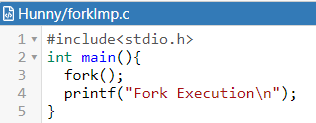 Hunny/forkImp.c
1 #include<stdio.h>
2 int main(){
3 fork();
4 printf("Fork Execution\n");
5 }